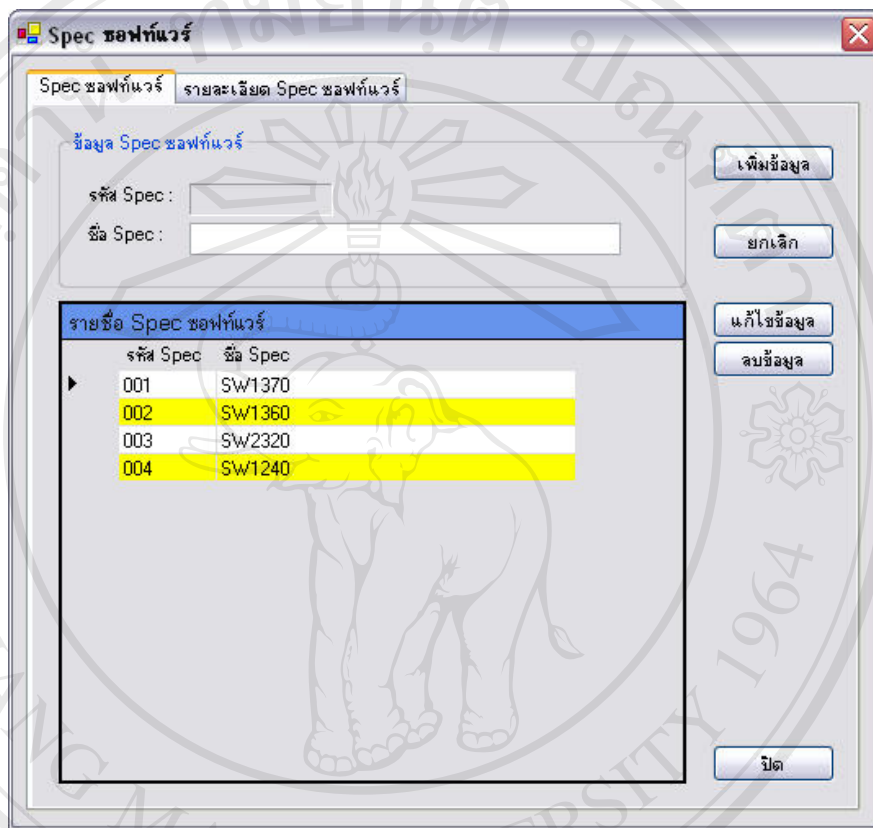 Spec ซอฟท์แวร์
Spec ซอฟท์แวร์ รายละเอียด Spec ซอฟท์แวร์
ข้อมูล Spec ซอฟท์แวร์
รหัส Spec :
ชื่อ Spec :
เพิ่มข้อมูล
ยกเลิก
แก้ไขข้อมูล
ลบข้อมูล
รายชื่อ Spec ซอฟท์แวร์
รหัส Spec ชื่อ Spec
001 SW1370
002 SW1360
003 SW2320
004 SW1240
ปิด
1964